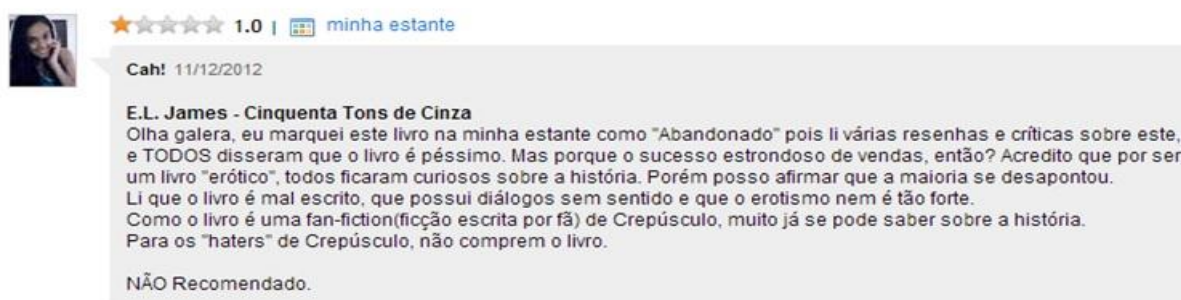 1.0 | minha estante
Cah! 11/12/2012
E.L. James - Cinquenta Tons de Cinza
Olha galera, eu marquei este livro na minha estante como "Abandonado" pois li várias resenhas e críticas sobre este,
e TODOS disseram que o livro é péssimo. Mas porque o sucesso estrondoso de vendas, então? Acredito que por ser
um livro "erótico", todos ficaram curiosos sobre a história. Porém posso afirmar que a maioria se desapontou.
Li que o livro é mal escrito, que possui diálogos sem sentido e que o erotismo nem é tão forte.
Como o livro é uma fan-fiction(ficção escrita por fã) de Crepúsculo, muito já se pode saber sobre a história.
Para os "haters" de Crepúsculo, não comprem o livro.
NÃO Recomendado.